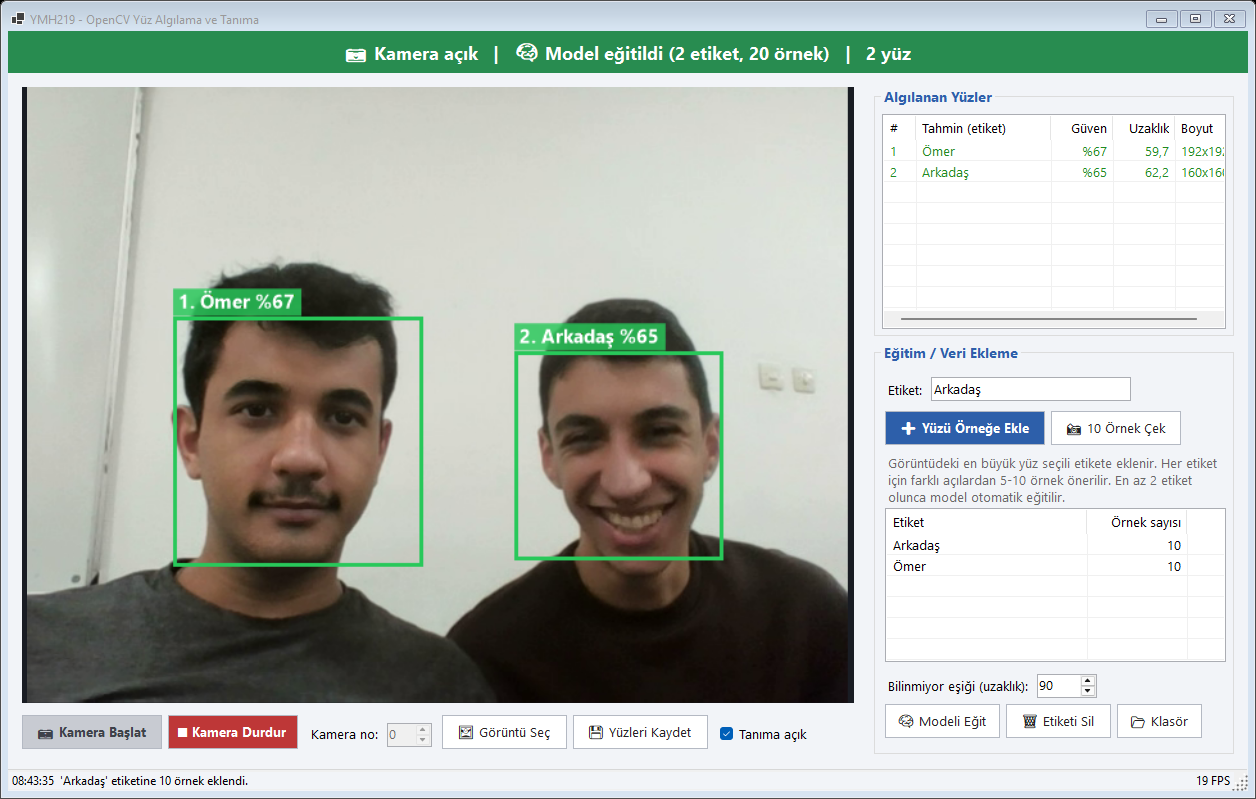 YMH219 - OpenCV Yüz Algılama ve Tanıma
Kamera açık | Model eğitildi (2 etiket, 20 örnek) | 2 yüz
1. Ömer %67
2. Arkadaş %65
Algılanan Yüzler
# Tahmin (etiket) Güven Uzaklık Boyut
1 Ömer %67 59,7 192x192
2 Arkadaş %65 62,2 160x160
Eğitim / Veri Ekleme
Etiket: Arkadaş
Yüzü Örneğe Ekle 10 Örnek Çek
Görüntüdeki en büyük yüz seçili etikete eklenir. Her etiket
için farklı açılardan 5-10 örnek önerilir. En az 2 etiket
olunca model otomatik eğitilir.
Etiket Örnek sayısı
Arkadaş 10
Ömer 10
Bilinmiyor eşiği (uzaklık): 90
Modeli Eğit Etiketi Sil Klasör
Kamera Başlat Kamera Durdur Kamera no: 0 Görüntü Seç Yüzleri Kaydet Tanıma açık
08:43:35 'Arkadaş' etiketine 10 örnek eklendi. 19 FPS